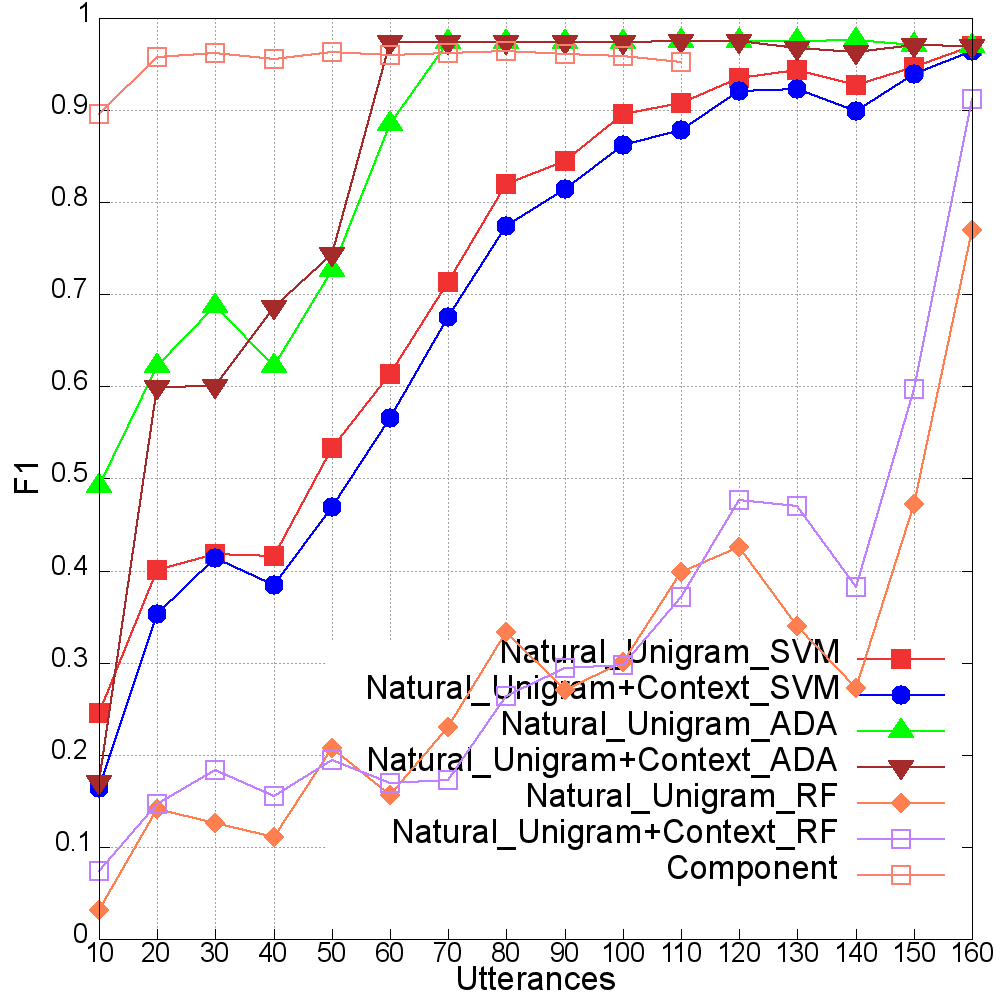 1
0.9
0.8
0.7
0.6
0.5
0.4
0.3
0.2
0.1
0
F1
Natural_Unigram_SVM
Natural_Unigram+Context_SVM
Natural_Unigram_ADA
Natural_Unigram+Context_ADA
Natural_Unigram_RF
Natural_Unigram+Context_RF
Component
10 20 30 40 50 60 70 80 90 100 110 120 130 140 150 160
Utterances